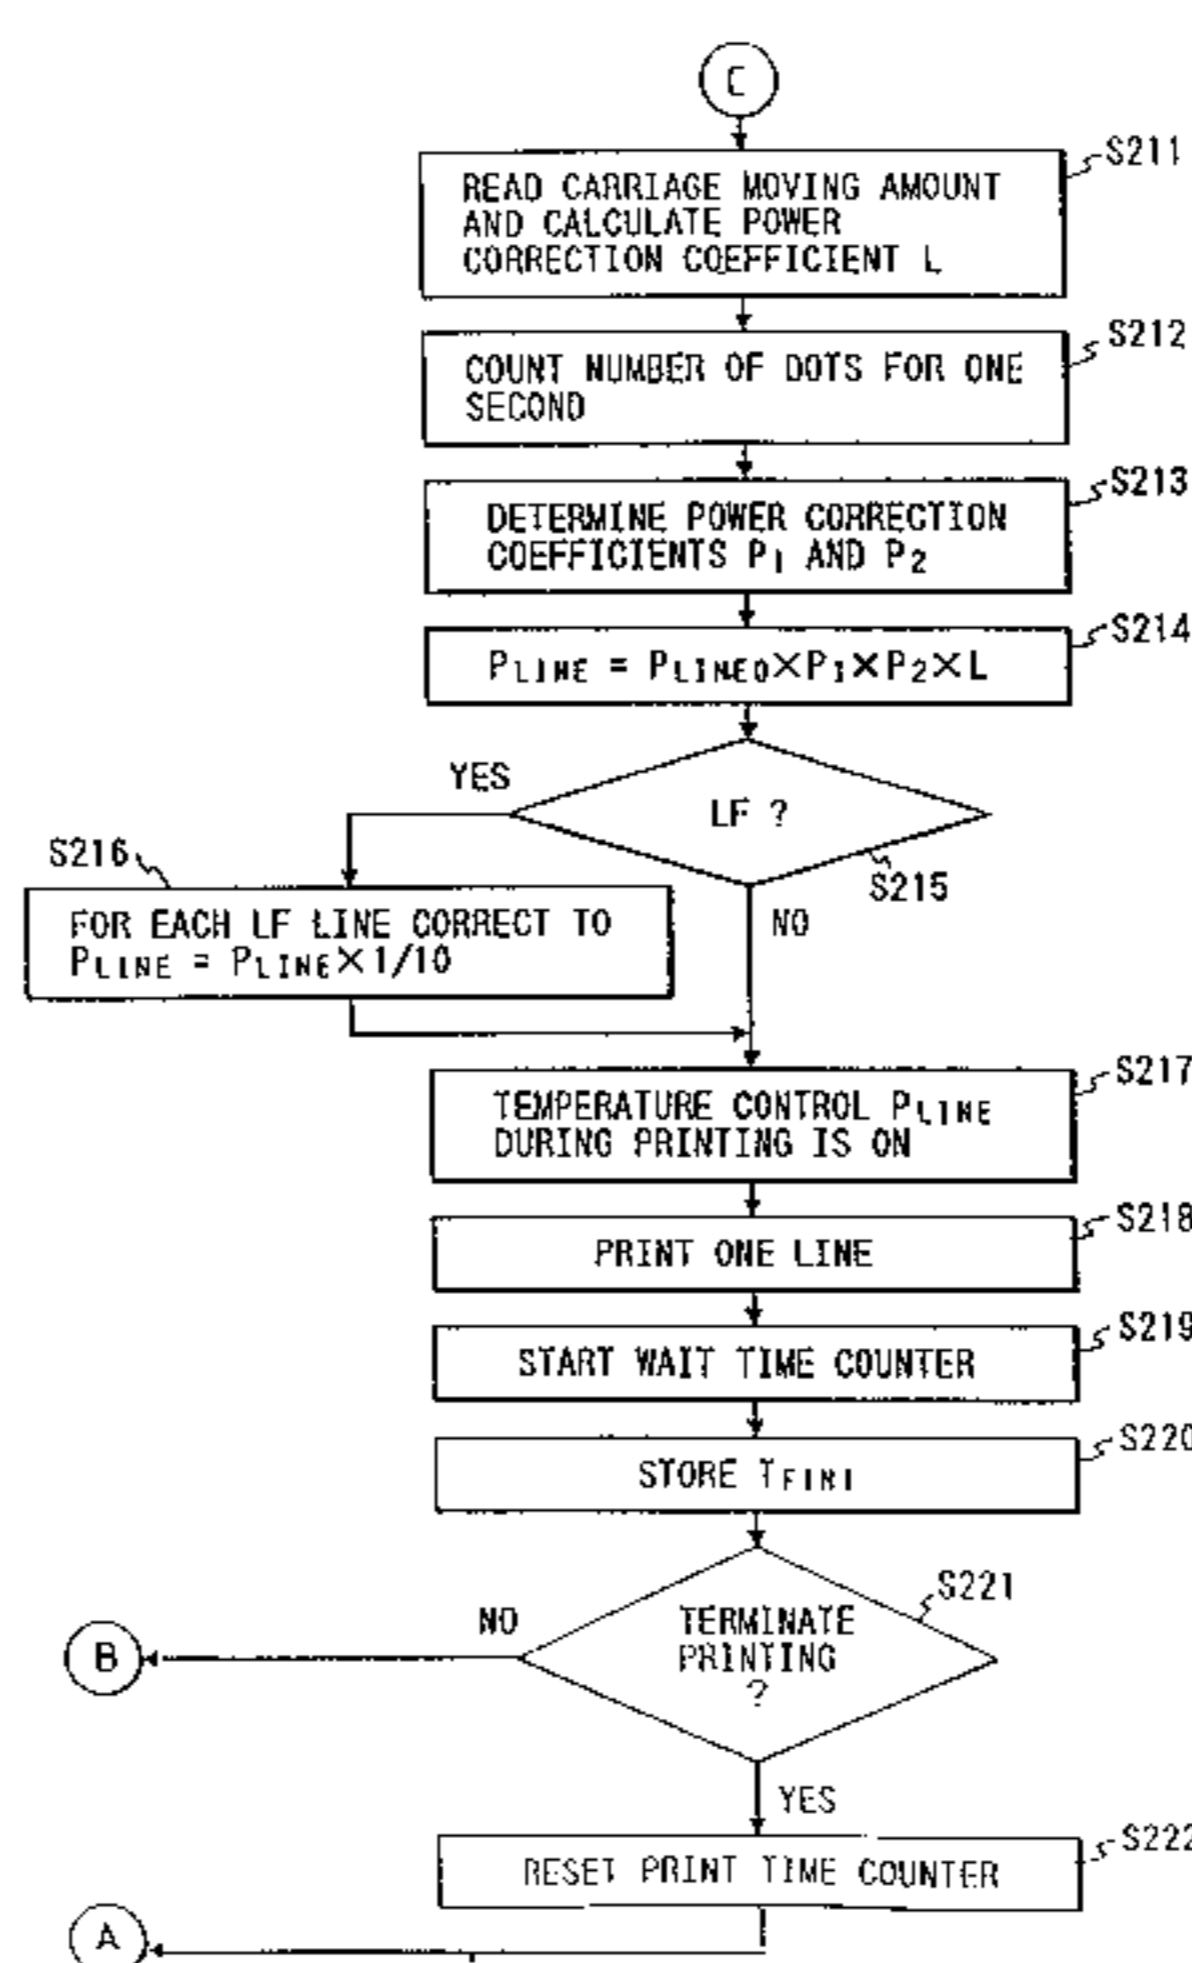 C
S211
READ CARRIAGE MOVING AMOUNT
AND CALCULATE POWER
CORRECTION COEFFICIENT L
S212
COUNT NUMBER OF DOTS FOR ONE
SECOND
S213
DETERMINE POWER CORRECTION
COEFFICIENTS P1 AND P2
S214
PLINE = PLINE0×P1×P2×L
YES
LF ?
S215
S216
NO
FOR EACH LF LINE CORRECT TO
PLINE = PLINE×1/10
S217
TEMPERATURE CONTROL PLINE
DURING PRINTING IS ON
S218
PRINT ONE LINE
S219
START WAIT TIME COUNTER
S220
STORE TFINI
S221
NO
TERMINATE
PRINTING
?
B
YES
S222
RESET PRINT TIME COUNTER
A